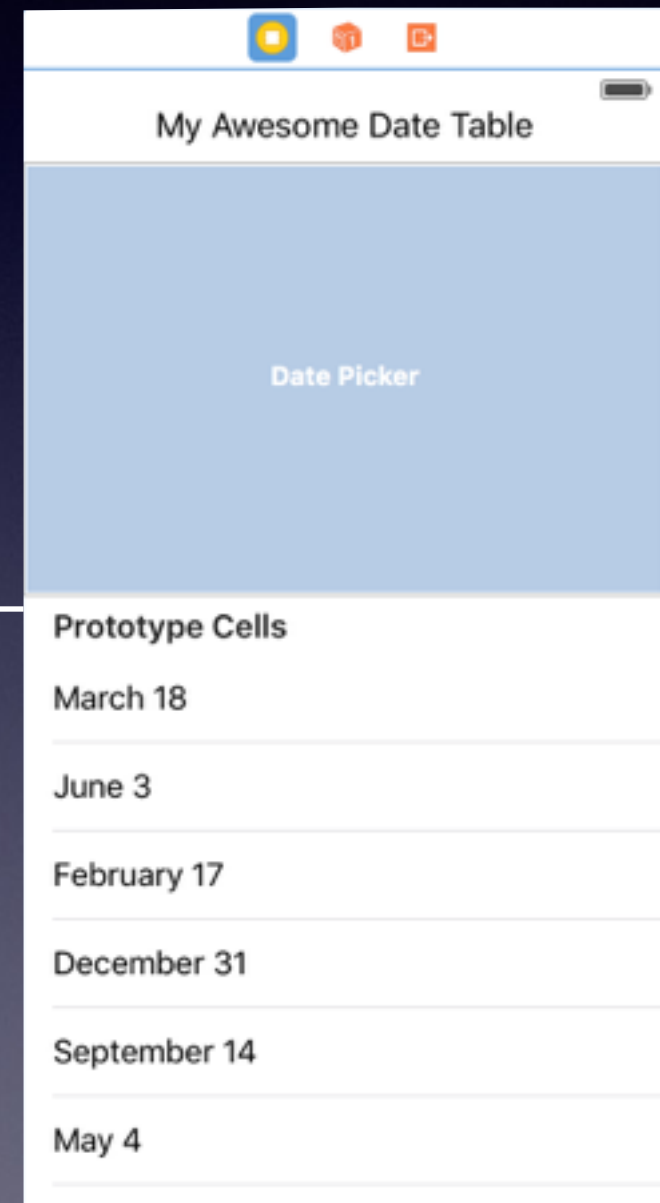 My Awesome Date Table
Date Picker
Prototype Cells
March 18
June 3
February 17
December 31
September 14
May 4